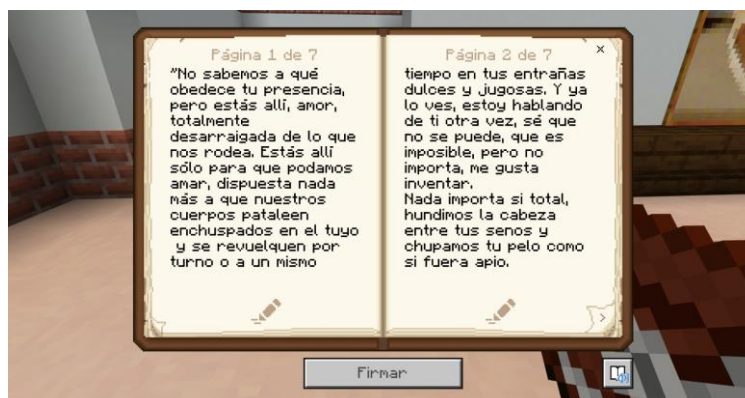 Página 1 de 7
"No sabemos a qué
obedece tu presencia,
pero estás allí, amor,
totalmente
desarraigada de lo que
nos rodea. Estás allí
sólo para que podamos
amar, dispuesta nada
más a que nuestros
cuerpos pataleen
enchuspados en el tuyo
y se revuelquen por
turno o a un mismo
Página 2 de 7
tiempo en tus entrañas
dulces y jugosas. Y ya
lo ves, estoy hablando
de ti otra vez, sé que
no se puede, que es
imposible, pero no
importa, me gusta
inventar.
Nada importa si total,
hundimos la cabeza
entre tus senos y
chupamos tu pelo como
si fuera apio.
Firmar